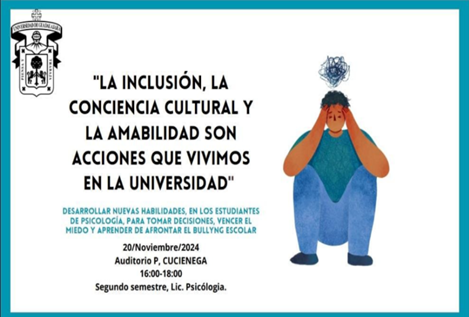 UNIVERSIDAD DE GUADALAJARA
"LA INCLUSIÓN, LA
CONCIENCIA CULTURAL Y
LA AMABILIDAD SON
ACCIONES QUE VIVIMOS
EN LA UNIVERSIDAD"
DESARROLLAR NUEVAS HABILIDADES, EN LOS ESTUDIANTES
DE PSICOLOGÍA, PARA TOMAR DECISIONES, VENCER EL
MIEDO Y APRENDER DE AFRONTAR EL BULLYNG ESCOLAR
20/Noviembre/2024
Auditorio P, CUCIENEGA
16:00-18:00
Segundo semestre, Lic. Psicólogia.